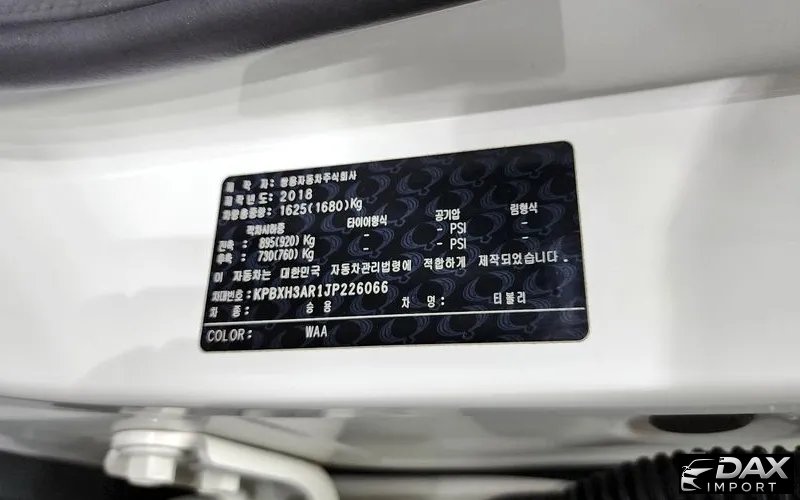 제 작 자: 쌍용자동차주식회사
제작년도: 2018
차량총중량: 1625(1680)Kg
적차시하중 타이어형식 공기압 림형식
전축: 895(920) Kg - - PSI -
후축: 730(760) Kg - - PSI -
이 자동차는 대한민국 자동차관리법령에 적합하게 제작되었습니다.
차대번호: KPBXH3AR1JP226066
차 종: 승용 차 명: 티볼리
COLOR: WAA
DAX
IMPORT